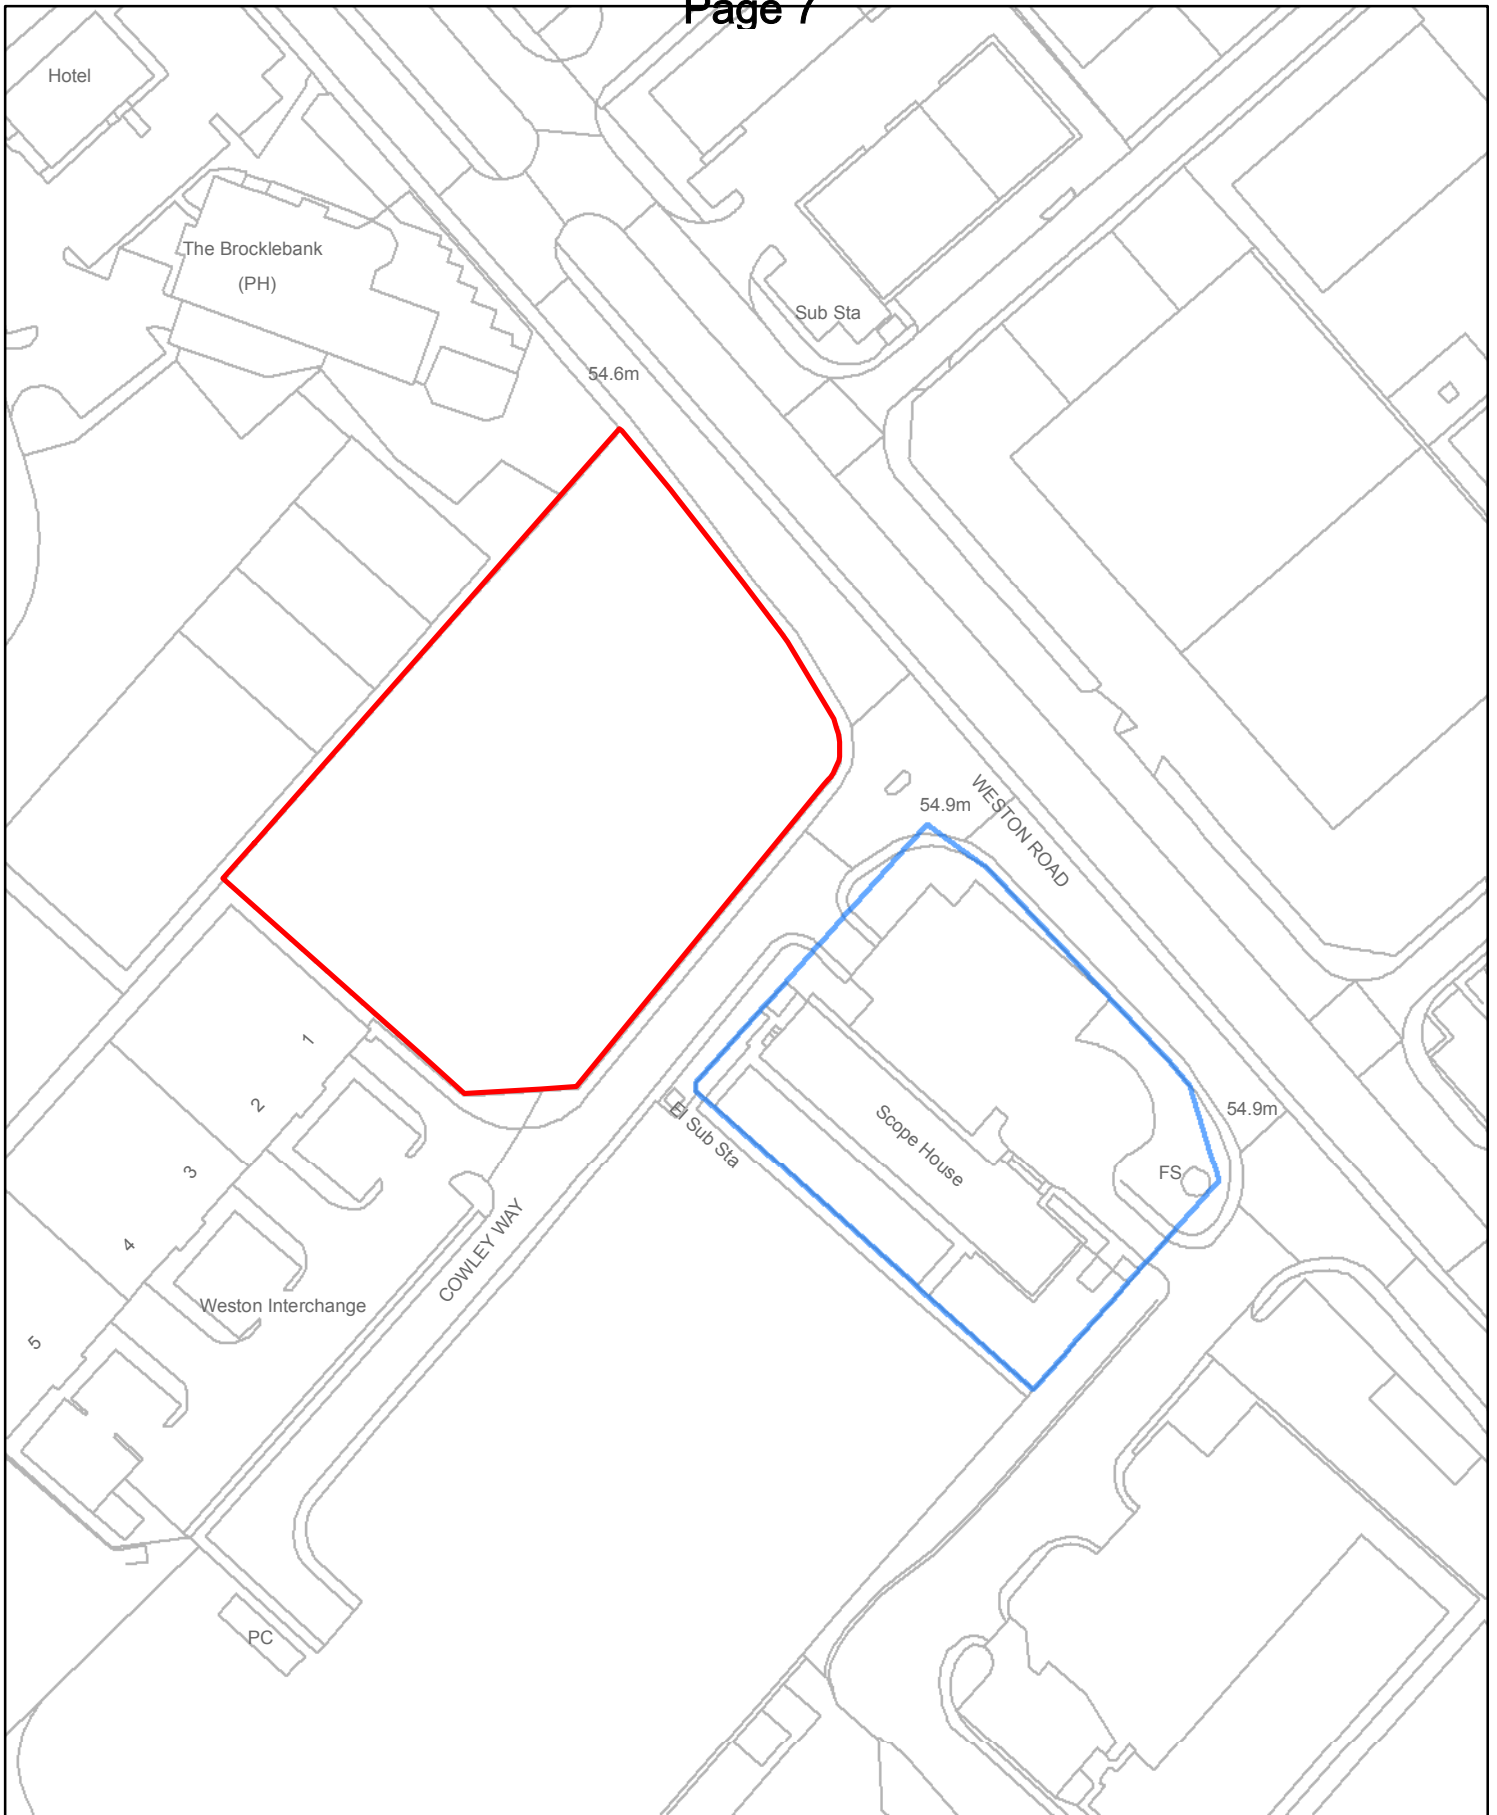 Page 7
Hotel
The Brocklebank
(PH)
Sub Sta
54.6m
WESTON ROAD
54.9m
1
2
3
4
5
El Sub Sta
Scope House
54.9m
FS
COWLEY WAY
Weston Interchange
PC